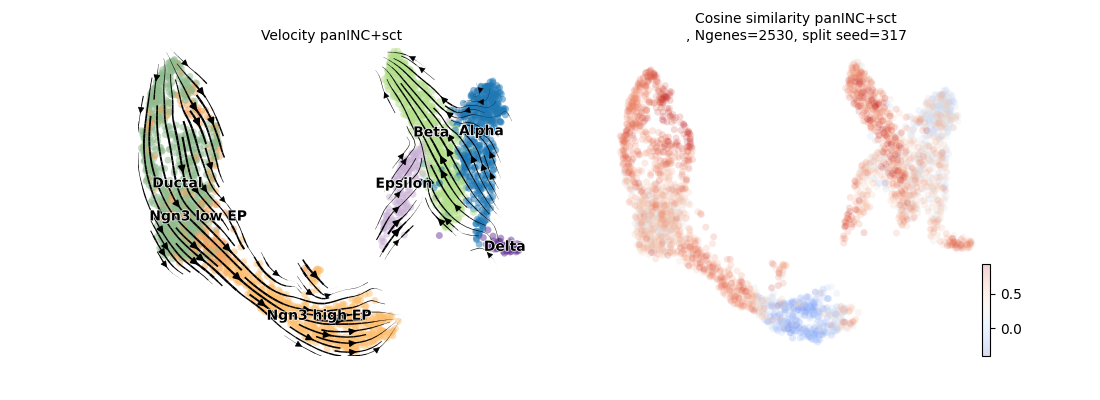 Velocity panINC+sct
Cosine similarity panINC+sct
, Ngenes=2530, split seed=317
Beta
Alpha
Ductal
Epsilon
Ngn3 low EP
Delta
Ngn3 high EP
0.5
0.0